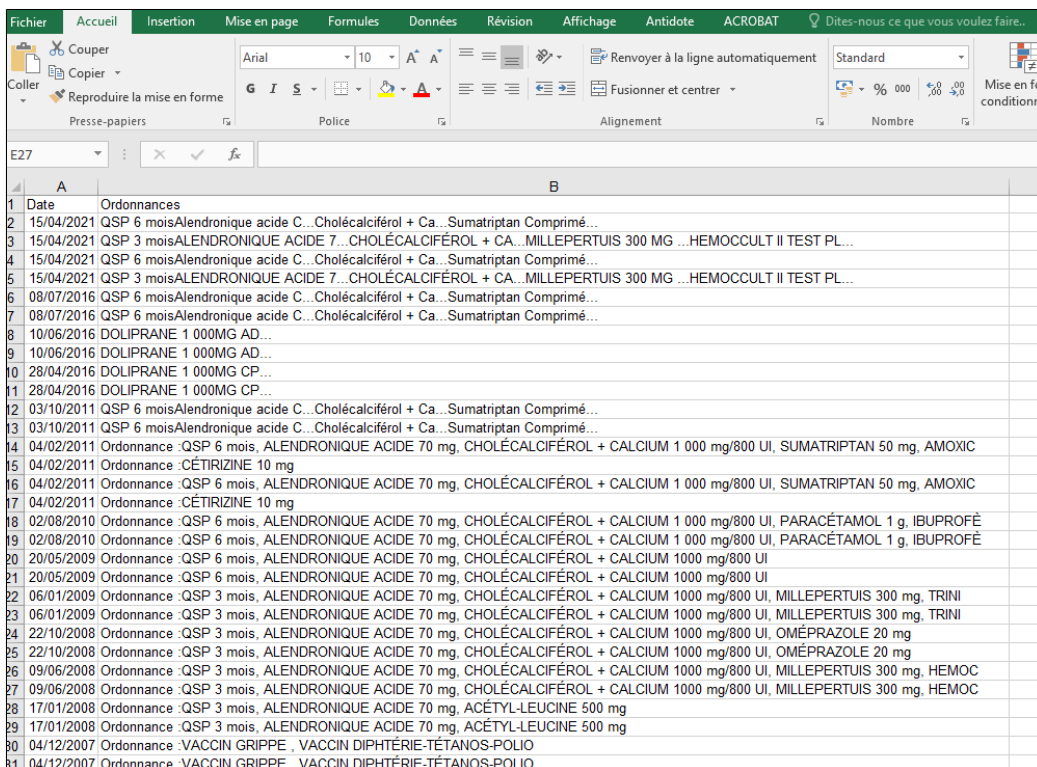 Fichier Accueil Insertion Mise en page Formules Données Révision Affichage Antidote ACROBAT Dites-nous ce que vous voulez faire..
Couper
Copier
Reproduire la mise en forme
Coller
Presse-papiers
Arial 10
G I S
Police
Renvoyer à la ligne automatiquement
Fusionner et centrer
Alignement
Standard
% 000
Nombre
Mise en fo
conditionn
E27 fx
A B
1 Date Ordonnances
2 15/04/2021 QSP 6 moisAlendronique acide C...Cholécalciférol + Ca...Sumatriptan Comprimé...
3 15/04/2021 QSP 3 moisALENDRONIQUE ACIDE 7...CHOLÉCALCIFÉROL + CA...MILLEPERTUIS 300 MG ...HEMOCCULT II TEST PL...
4 15/04/2021 QSP 6 moisAlendronique acide C...Cholécalciférol + Ca...Sumatriptan Comprimé...
5 15/04/2021 QSP 3 moisALENDRONIQUE ACIDE 7...CHOLÉCALCIFÉROL + CA...MILLEPERTUIS 300 MG ...HEMOCCULT II TEST PL...
6 08/07/2016 QSP 6 moisAlendronique acide C...Cholécalciférol + Ca...Sumatriptan Comprimé...
7 08/07/2016 QSP 6 moisAlendronique acide C...Cholécalciférol + Ca...Sumatriptan Comprimé...
8 10/06/2016 DOLIPRANE 1 000MG AD...
9 10/06/2016 DOLIPRANE 1 000MG AD...
10 28/04/2016 DOLIPRANE 1 000MG CP...
11 28/04/2016 DOLIPRANE 1 000MG CP...
12 03/10/2011 QSP 6 moisAlendronique acide C...Cholécalciférol + Ca...Sumatriptan Comprimé...
13 03/10/2011 QSP 6 moisAlendronique acide C...Cholécalciférol + Ca...Sumatriptan Comprimé...
14 04/02/2011 Ordonnance :QSP 6 mois, ALENDRONIQUE ACIDE 70 mg, CHOLÉCALCIFÉROL + CALCIUM 1 000 mg/800 UI, SUMATRIPTAN 50 mg, AMOXIC
15 04/02/2011 Ordonnance :CÉTIRIZINE 10 mg
16 04/02/2011 Ordonnance :QSP 6 mois, ALENDRONIQUE ACIDE 70 mg, CHOLÉCALCIFÉROL + CALCIUM 1 000 mg/800 UI, SUMATRIPTAN 50 mg, AMOXIC
17 04/02/2011 Ordonnance :CÉTIRIZINE 10 mg
18 02/08/2010 Ordonnance :QSP 6 mois, ALENDRONIQUE ACIDE 70 mg, CHOLÉCALCIFÉROL + CALCIUM 1 000 mg/800 UI, PARACÉTAMOL 1 g, IBUPROFÈ
19 02/08/2010 Ordonnance :QSP 6 mois, ALENDRONIQUE ACIDE 70 mg, CHOLÉCALCIFÉROL + CALCIUM 1 000 mg/800 UI, PARACÉTAMOL 1 g, IBUPROFÈ
20 20/05/2009 Ordonnance :QSP 6 mois, ALENDRONIQUE ACIDE 70 mg, CHOLÉCALCIFÉROL + CALCIUM 1000 mg/800 UI
21 20/05/2009 Ordonnance :QSP 6 mois, ALENDRONIQUE ACIDE 70 mg, CHOLÉCALCIFÉROL + CALCIUM 1000 mg/800 UI
22 06/01/2009 Ordonnance :QSP 3 mois, ALENDRONIQUE ACIDE 70 mg, CHOLÉCALCIFÉROL + CALCIUM 1000 mg/800 UI, MILLEPERTUIS 300 mg, TRINI
23 06/01/2009 Ordonnance :QSP 3 mois, ALENDRONIQUE ACIDE 70 mg, CHOLÉCALCIFÉROL + CALCIUM 1000 mg/800 UI, MILLEPERTUIS 300 mg, TRINI
24 22/10/2008 Ordonnance :QSP 3 mois, ALENDRONIQUE ACIDE 70 mg, CHOLÉCALCIFÉROL + CALCIUM 1000 mg/800 UI, OMÉPRAZOLE 20 mg
25 22/10/2008 Ordonnance :QSP 3 mois, ALENDRONIQUE ACIDE 70 mg, CHOLÉCALCIFÉROL + CALCIUM 1000 mg/800 UI, OMÉPRAZOLE 20 mg
26 09/06/2008 Ordonnance :QSP 3 mois, ALENDRONIQUE ACIDE 70 mg, CHOLÉCALCIFÉROL + CALCIUM 1000 mg/800 UI, MILLEPERTUIS 300 mg, HEMOC
27 09/06/2008 Ordonnance :QSP 3 mois, ALENDRONIQUE ACIDE 70 mg, CHOLÉCALCIFÉROL + CALCIUM 1000 mg/800 UI, MILLEPERTUIS 300 mg, HEMOC
28 17/01/2008 Ordonnance :QSP 3 mois, ALENDRONIQUE ACIDE 70 mg, ACÉTYL-LEUCINE 500 mg
29 17/01/2008 Ordonnance :QSP 3 mois, ALENDRONIQUE ACIDE 70 mg, ACÉTYL-LEUCINE 500 mg
30 04/12/2007 Ordonnance :VACCIN GRIPPE , VACCIN DIPHTÉRIE-TÉTANOS-POLIO
31 04/12/2007 Ordonnance :VACCIN GRIPPE , VACCIN DIPHTÉRIE-TÉTANOS-POLIO